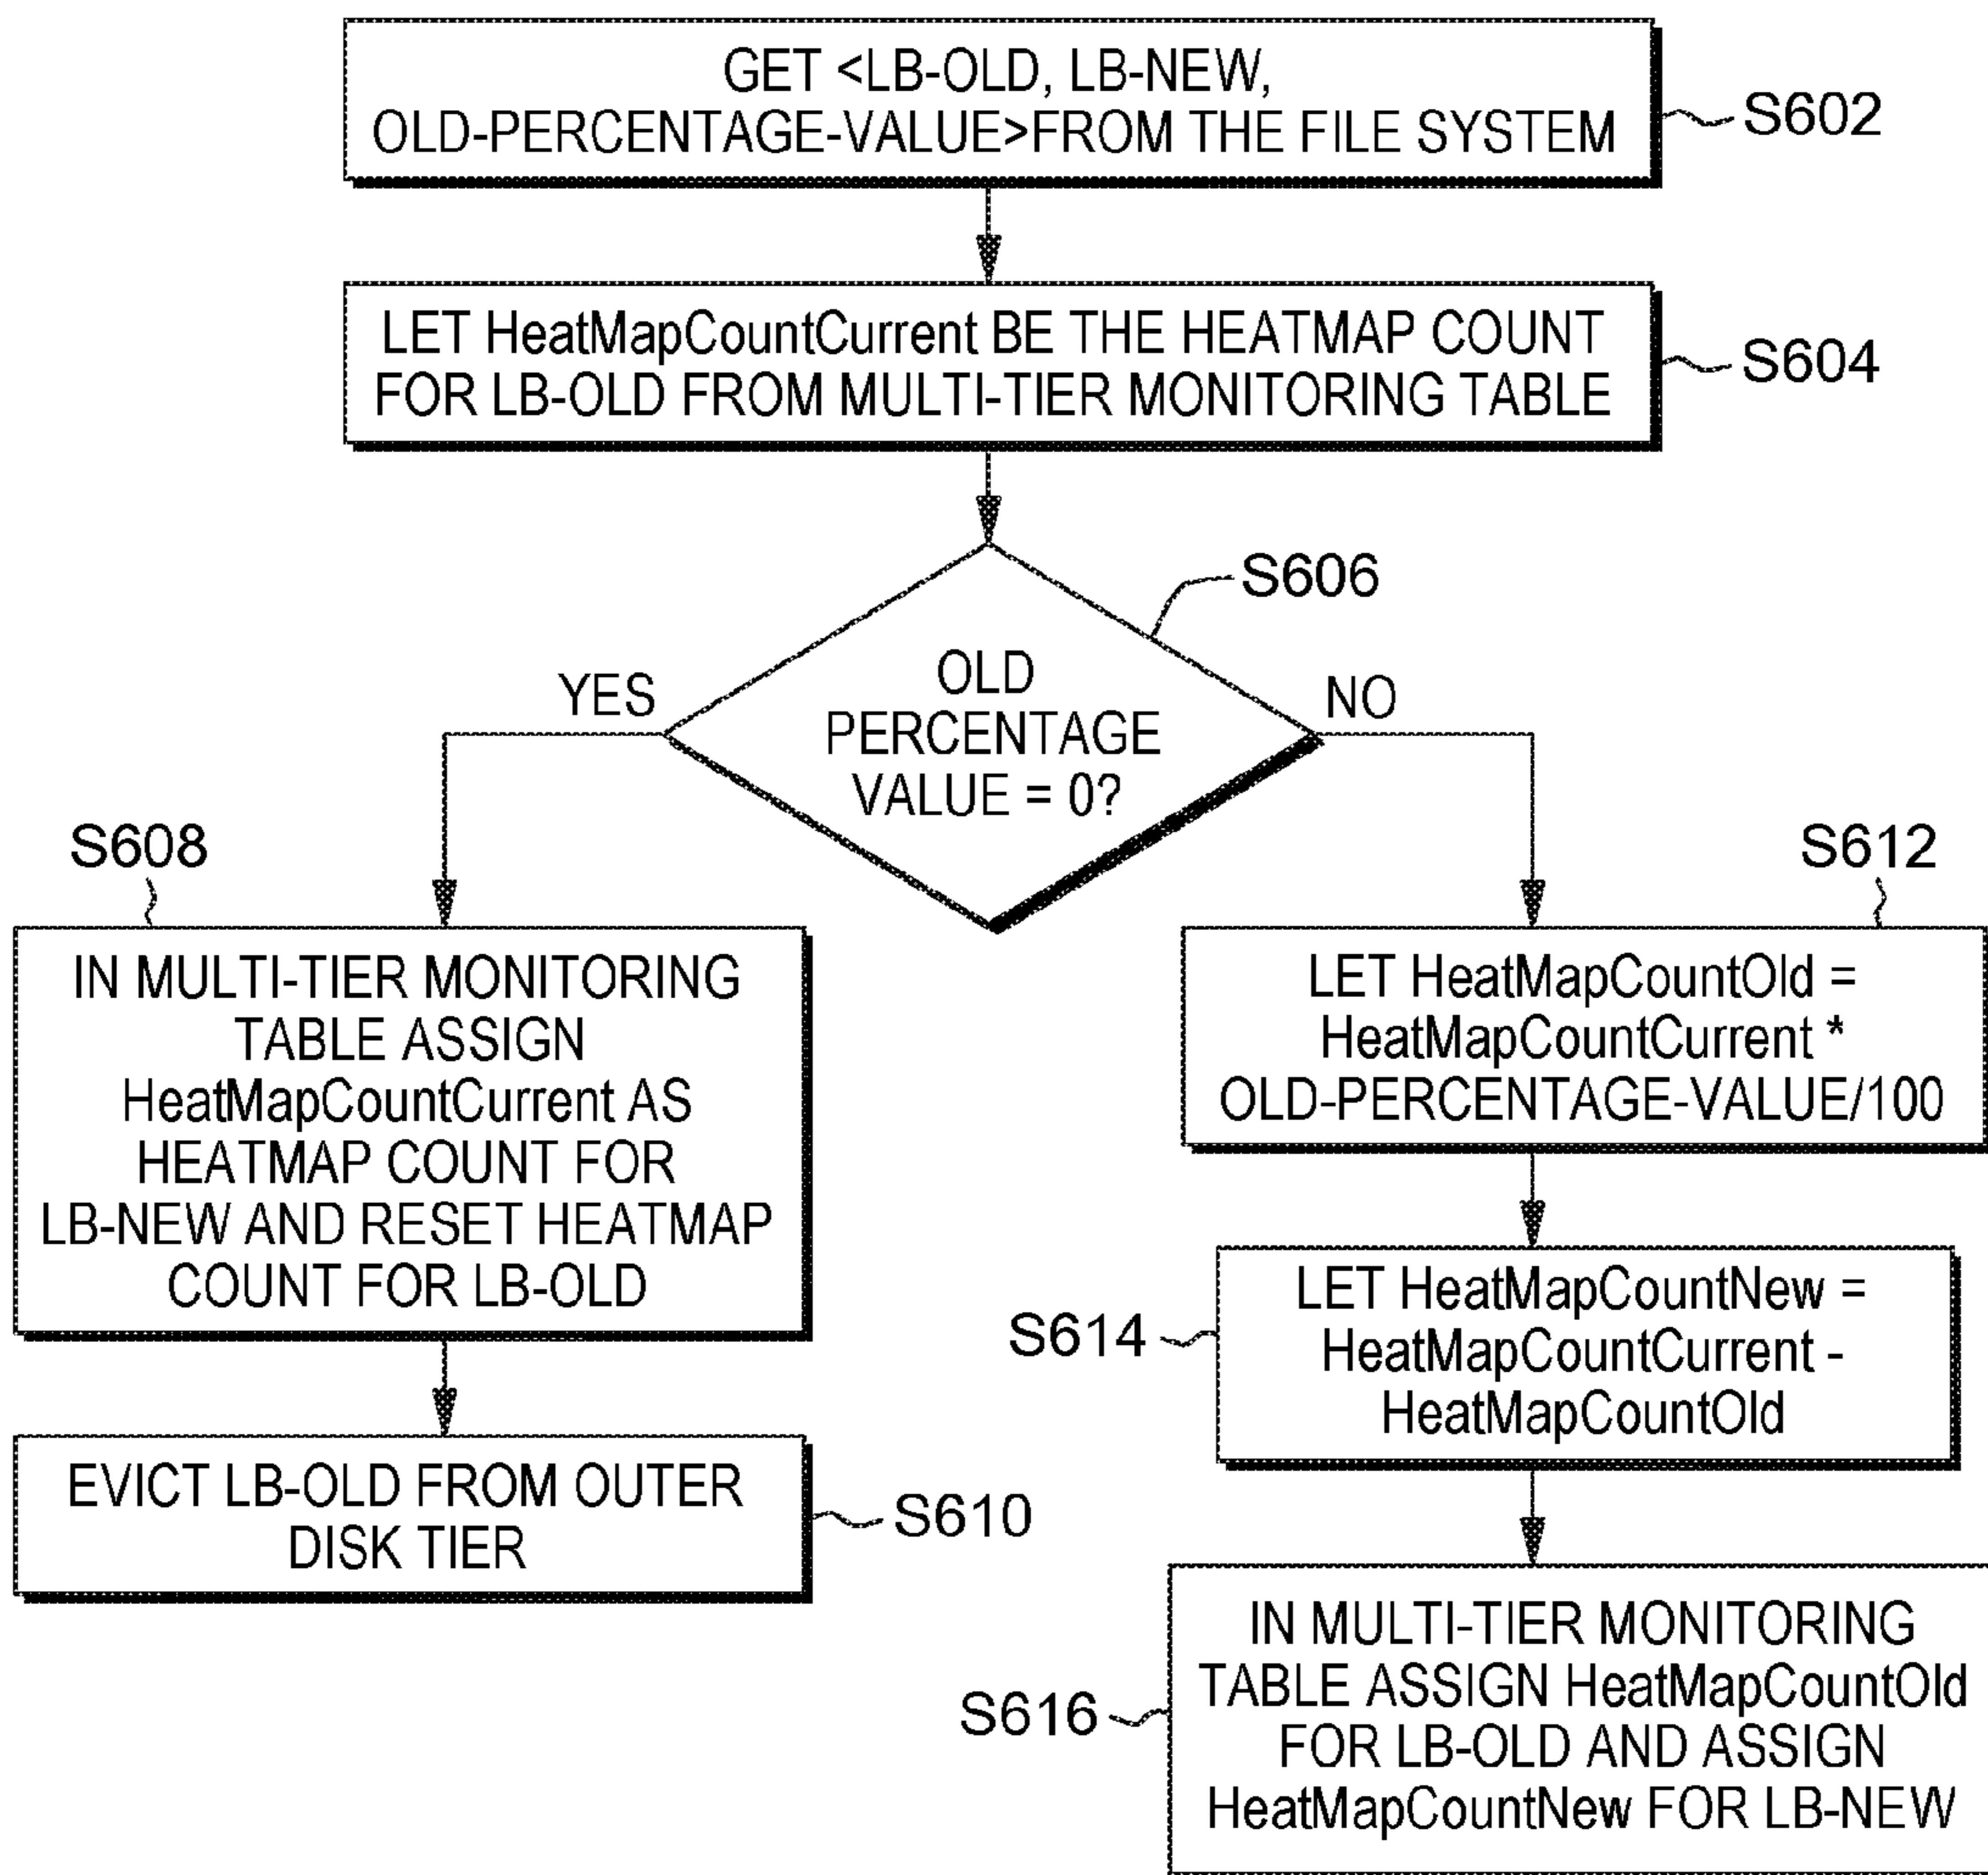 GET <LB-OLD, LB-NEW,
OLD-PERCENTAGE-VALUE>FROM THE FILE SYSTEM
S602
LET HeatMapCountCurrent BE THE HEATMAP COUNT
FOR LB-OLD FROM MULTI-TIER MONITORING TABLE
S604
S606
OLD
PERCENTAGE
VALUE = 0?
YES
NO
S608
IN MULTI-TIER MONITORING
TABLE ASSIGN
HeatMapCountCurrent AS
HEATMAP COUNT FOR
LB-NEW AND RESET HEATMAP
COUNT FOR LB-OLD
EVICT LB-OLD FROM OUTER
DISK TIER
S610
S612
LET HeatMapCountOld =
HeatMapCountCurrent *
OLD-PERCENTAGE-VALUE/100
S614
LET HeatMapCountNew =
HeatMapCountCurrent -
HeatMapCountOld
S616
IN MULTI-TIER MONITORING
TABLE ASSIGN HeatMapCountOld
FOR LB-OLD AND ASSIGN
HeatMapCountNew FOR LB-NEW